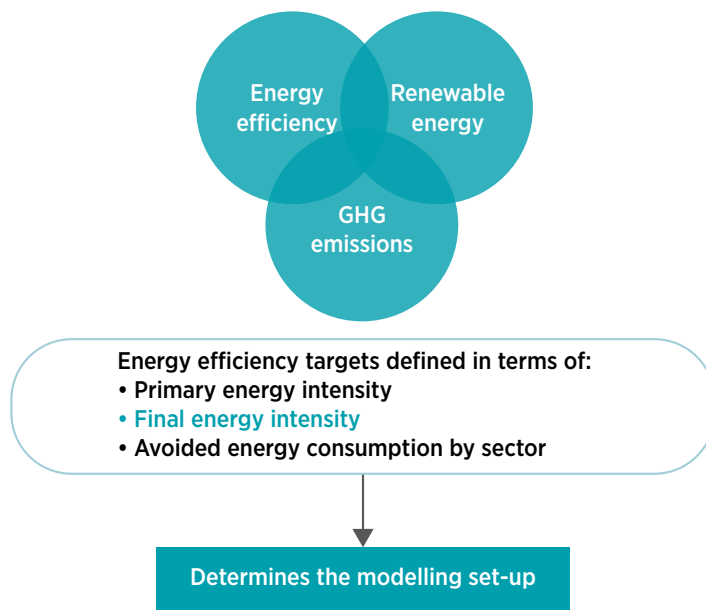 Energy
efficiency
Renewable
energy
GHG
emissions
Energy efficiency targets defined in terms of:
• Primary energy intensity
• Final energy intensity
• Avoided energy consumption by sector
Determines the modelling set-up